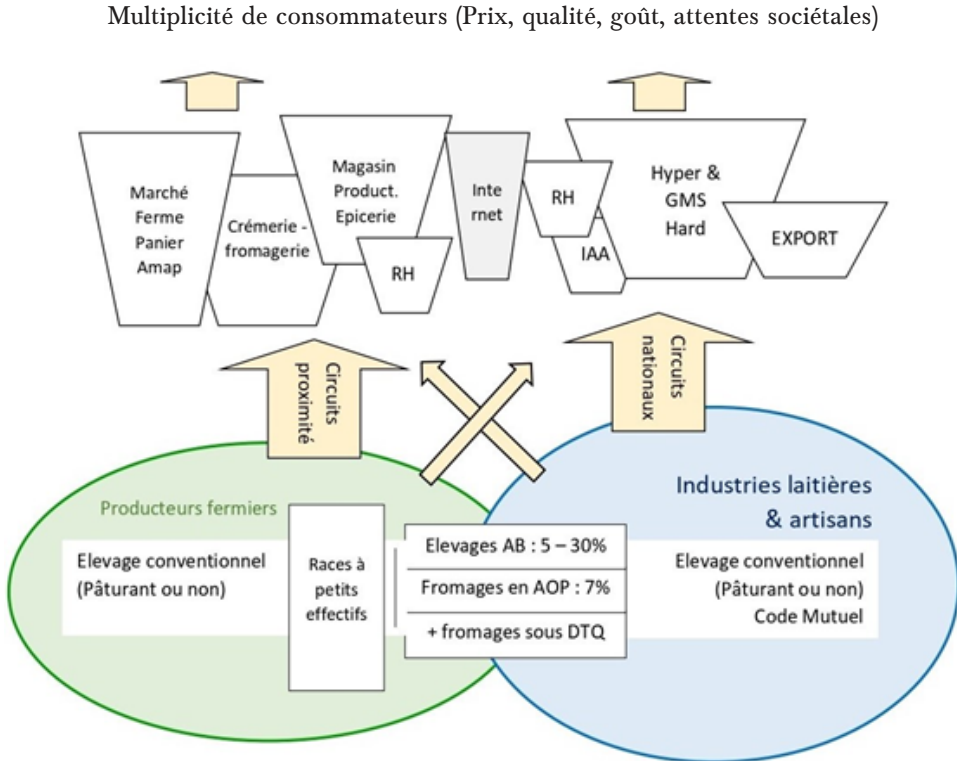 Multiplicité de consommateurs (Prix, qualité, goût, attentes sociétales)
Marché
Ferme
Panier
Amap
Crémerie -
fromagerie
Magasin
Product.
Epicerie
RH
Inte
rnet
RH
IAA
Hyper &
GMS
Hard
EXPORT
Circuits
proximité
Circuits
nationaux
Producteurs fermiers
Elevage conventionnel
(Pâturant ou non)
Races à
petits
effectifs
Elevages AB : 5 – 30%
Fromages en AOP : 7%
+ fromages sous DTQ
Industries laitières
& artisans
Elevage conventionnel
(Pâturant ou non)
Code Mutuel